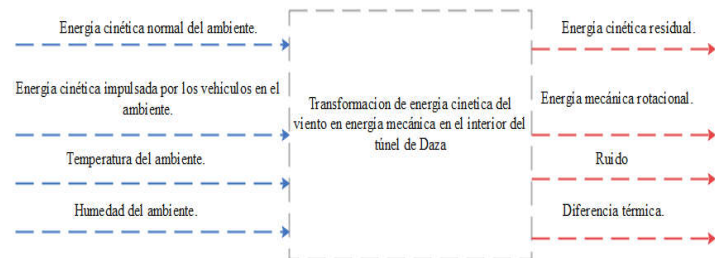 Energia cinética normal del ambiente.
Energia cinética impulsada por los vehiculos en el
ambiente.
Temperatura del ambiente.
Humedad del ambiente.
Transformacion de energia cinetica del
viento en energia mecánica en el interior del
túnel de Daza
Energia cinética residual.
Energia mecánica rotacional.
Ruido
Diferencia térmica.